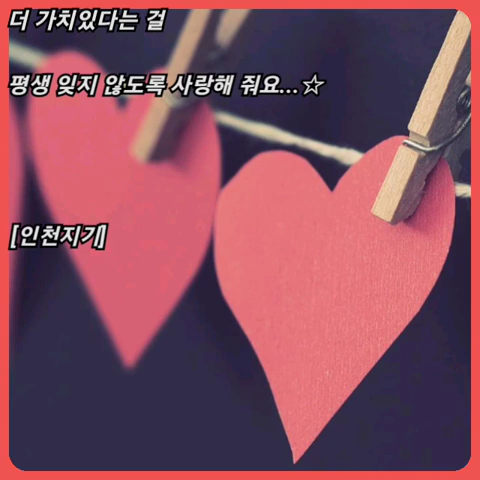 더 가치있다는 걸
평생 잊지 않도록 사랑해 줘요...☆
[인천지기]